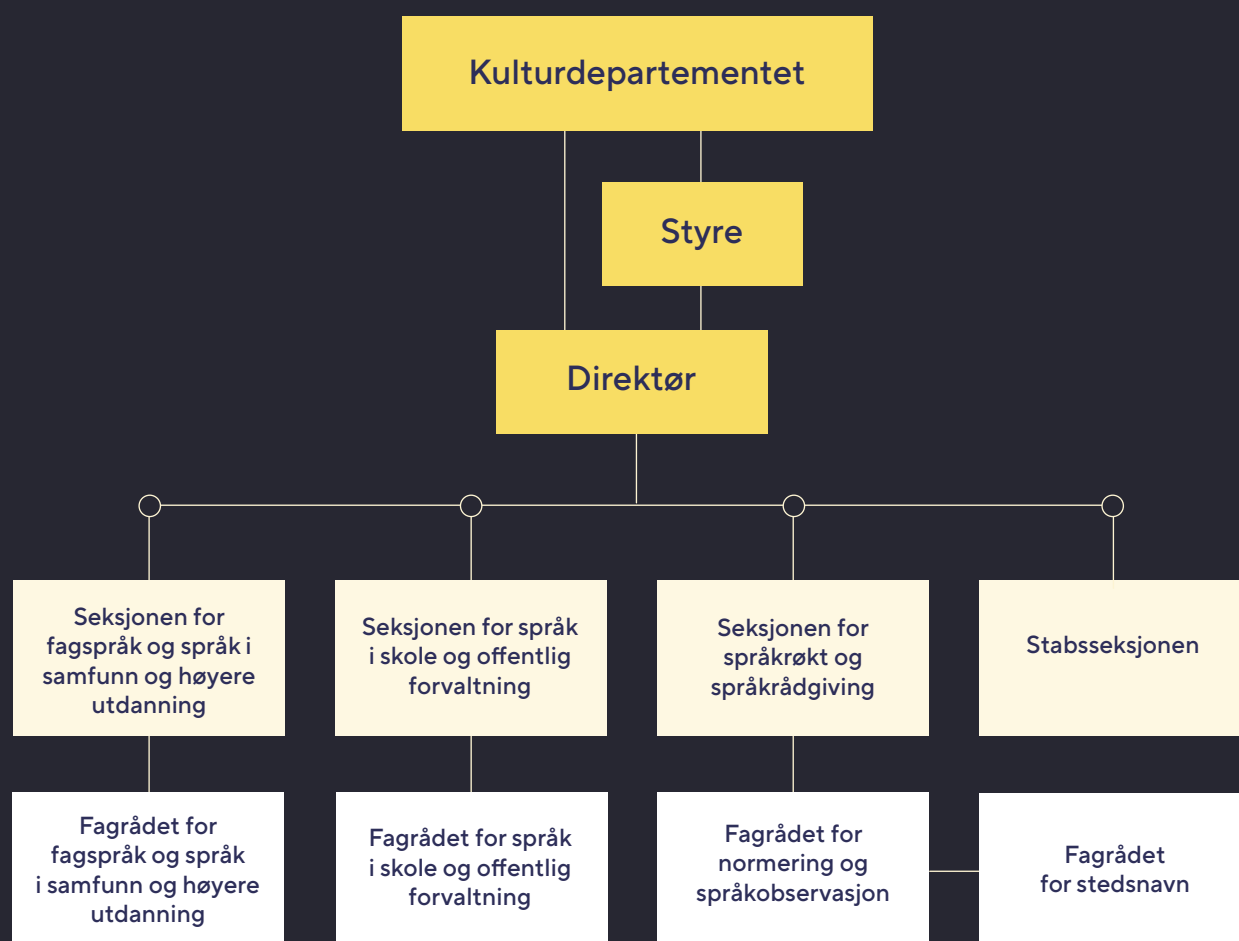 Kulturdepartementet
Styre
Direktør
Seksjonen for
fagspråk og språk i
samfunn og høyere
utdanning
Seksjonen for språk
i skole og offentlig
forvaltning
Seksjonen for
språkrøkt og
språkrådgiving
Stabsseksjonen
Fagrådet for
fagspråk og språk
i samfunn og høyere
utdanning
Fagrådet for språk
i skole og offentlig
forvaltning
Fagrådet for
normering og
språkobservasjon
Fagrådet
for stedsnavn